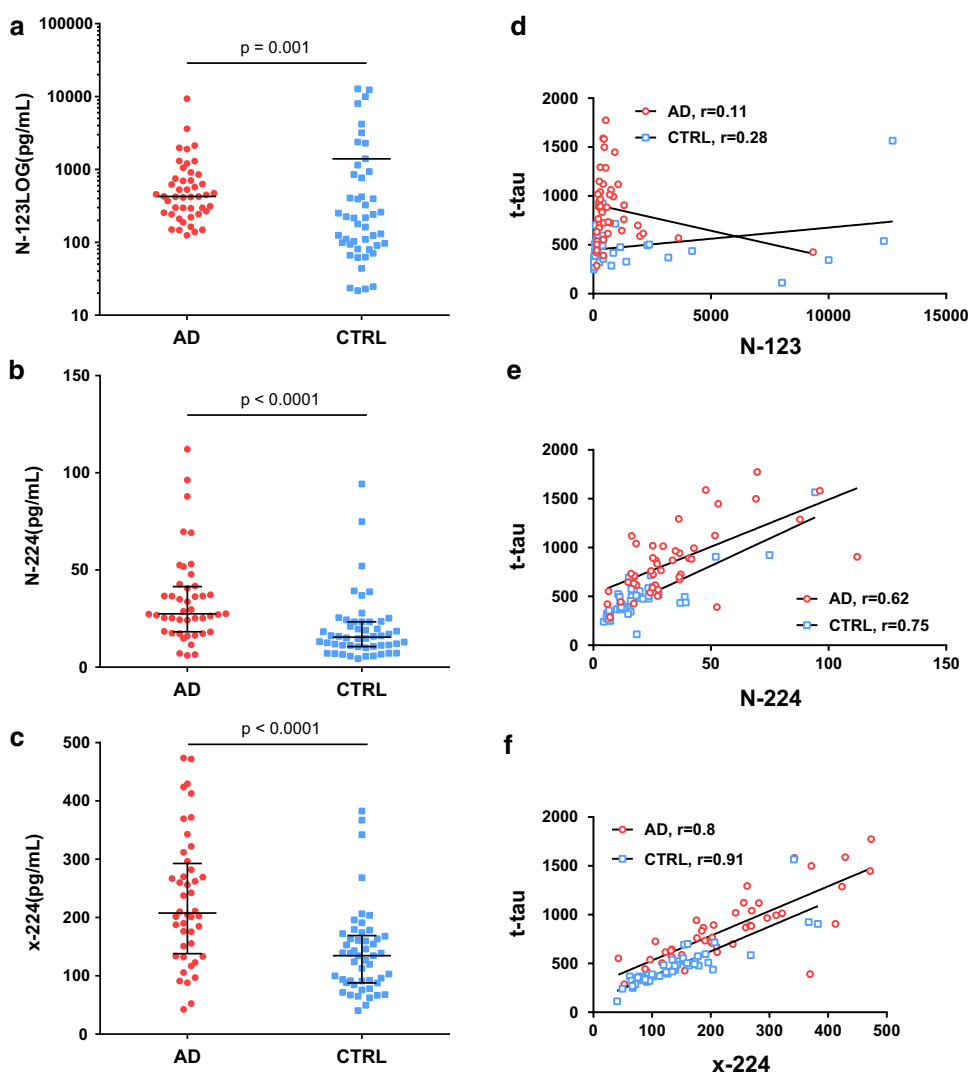 a
N-123LOG(pg/mL)
100000
10000
1000
100
10
p = 0.001
AD
CTRL
b
N-224(pg/mL)
150
100
50
0
p < 0.0001
AD
CTRL
c
x-224(pg/mL)
500
400
300
200
100
0
p < 0.0001
AD
CTRL
d
t-tau
2000
1500
1000
500
0
AD, r=0.11
CTRL, r=0.28
0
5000
10000
15000
N-123
e
t-tau
2000
1500
1000
500
0
AD, r=0.62
CTRL, r=0.75
0
50
100
150
N-224
f
t-tau
2000
1500
1000
500
0
AD, r=0.8
CTRL, r=0.91
0
100
200
300
400
500
x-224